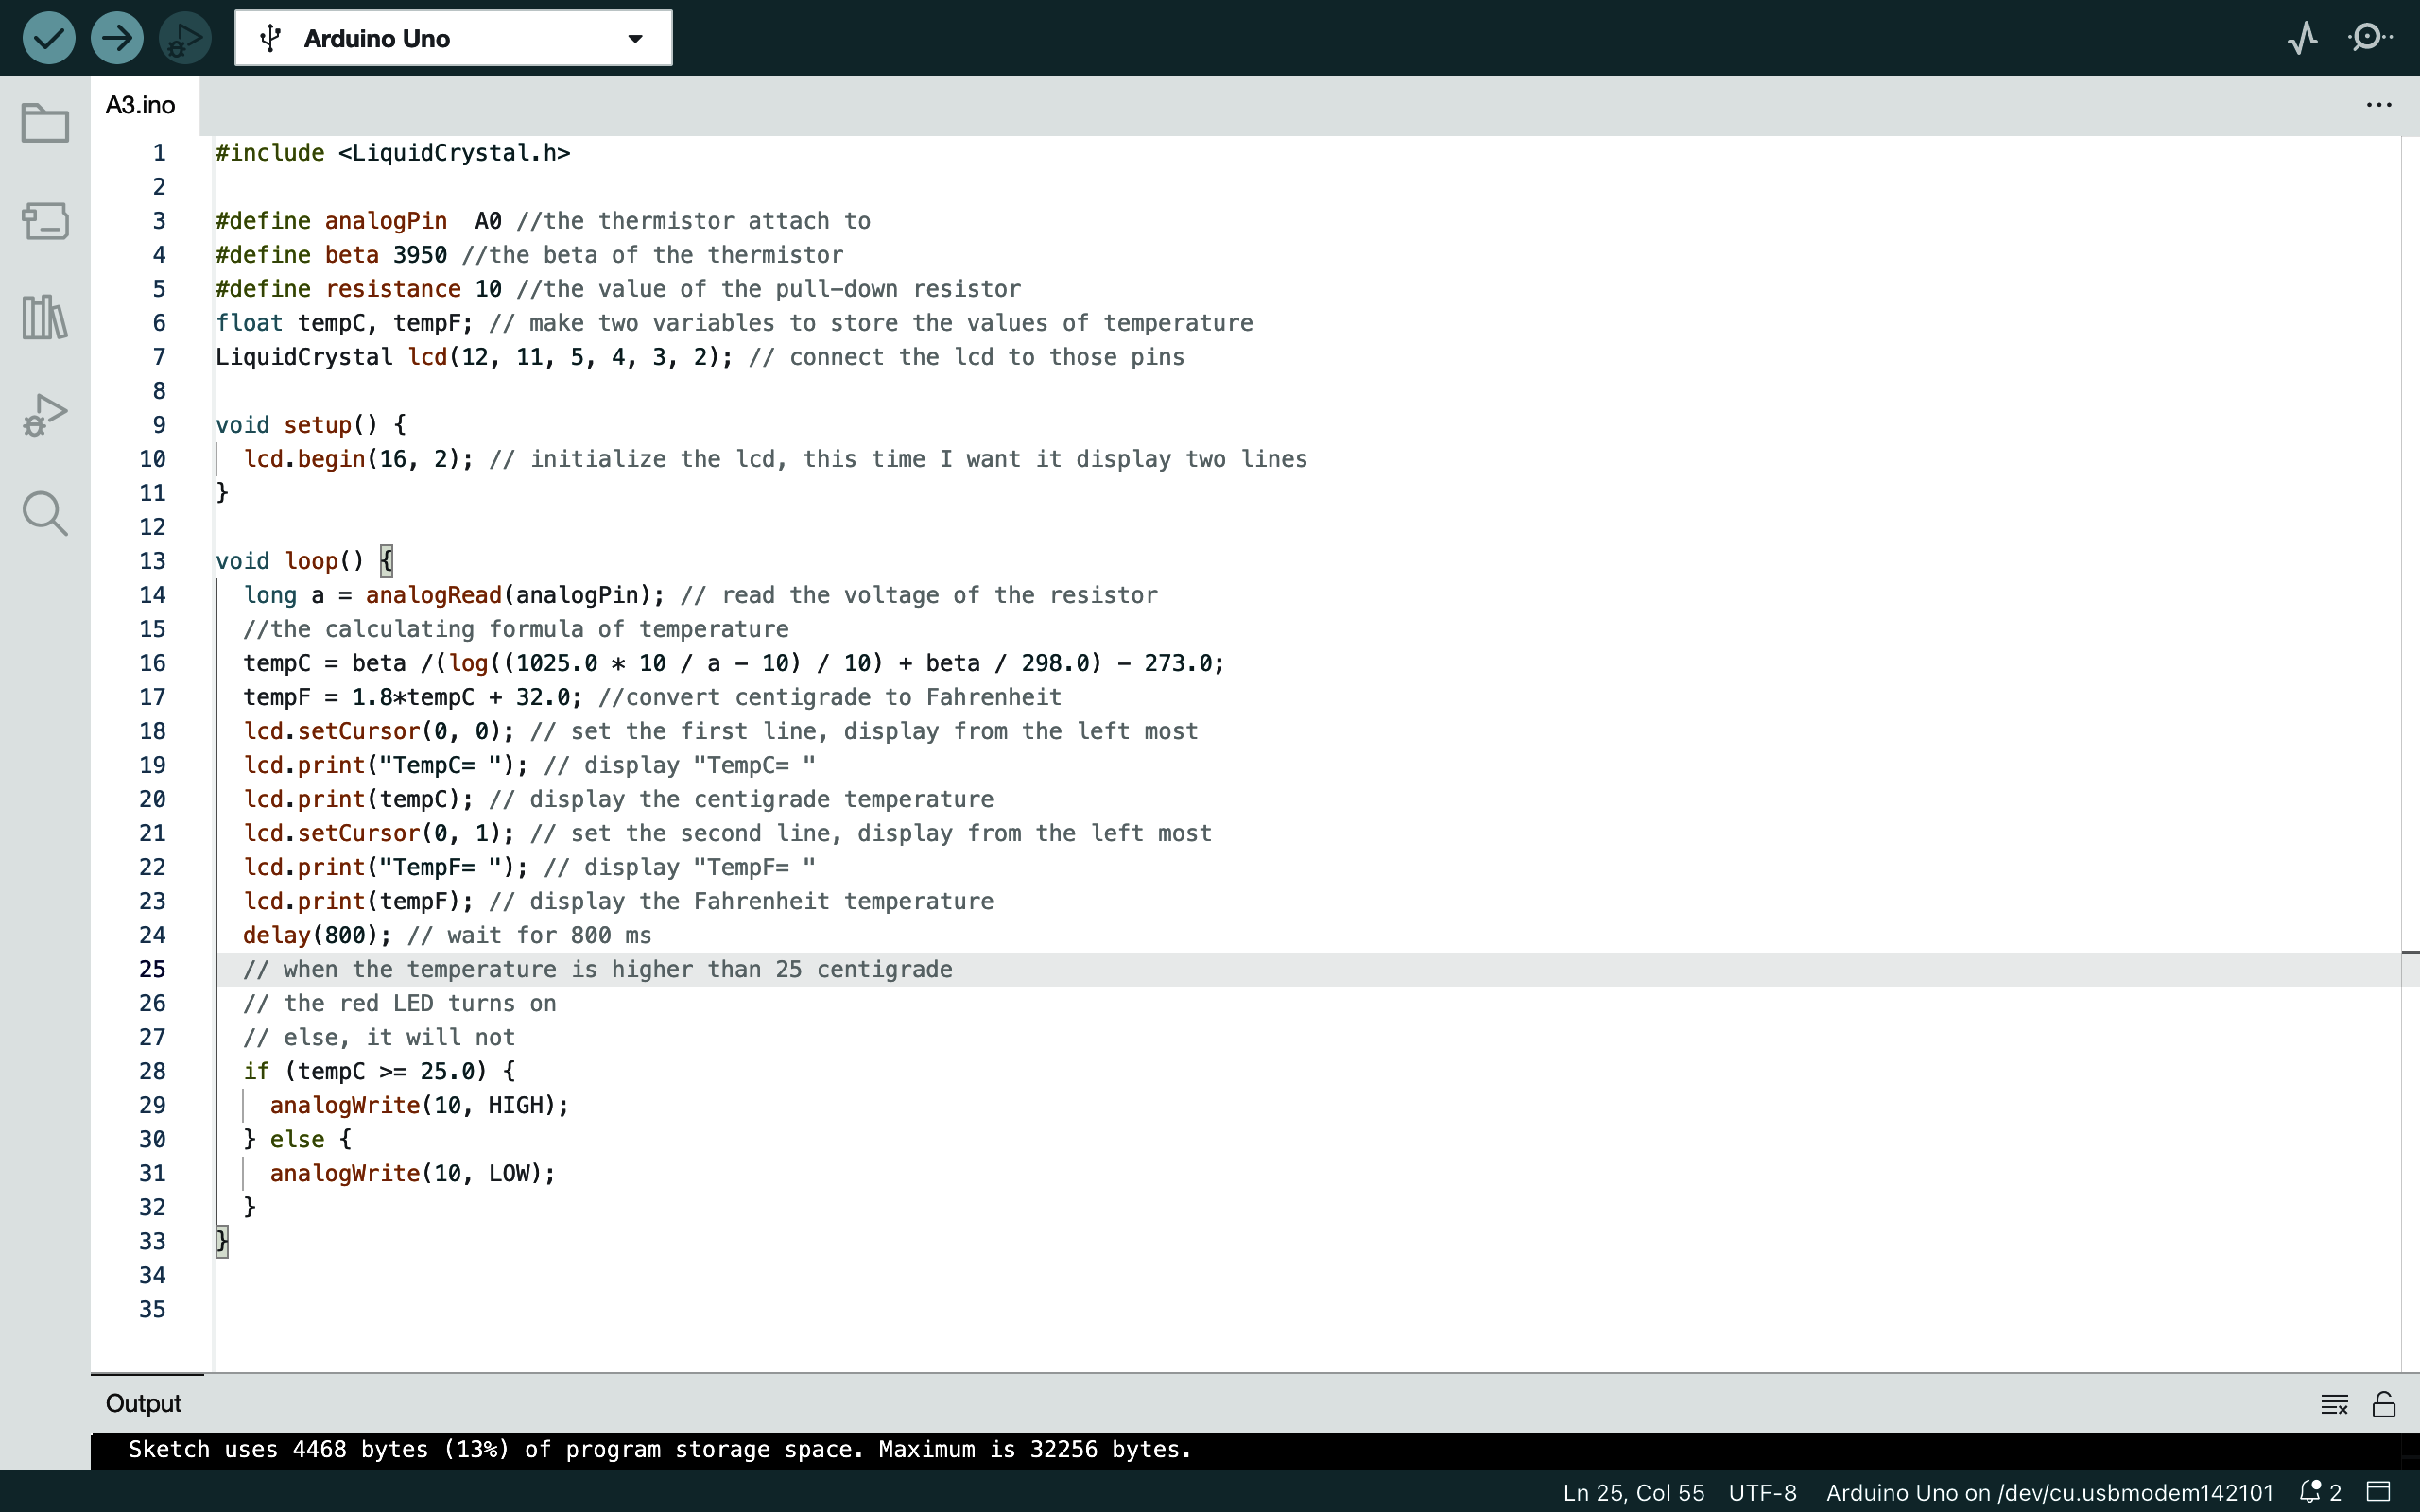 Arduino Uno
A3.ino
...
1 #include <LiquidCrystal.h>
2
3 #define analogPin  A0 //the thermistor attach to
4 #define beta 3950 //the beta of the thermistor
5 #define resistance 10 //the value of the pull-down resistor
6 float tempC, tempF; // make two variables to store the values of temperature
7 LiquidCrystal lcd(12, 11, 5, 4, 3, 2); // connect the lcd to those pins
8
9 void setup() {
10   lcd.begin(16, 2); // initialize the lcd, this time I want it display two lines
11 }
12
13 void loop() {
14   long a = analogRead(analogPin); // read the voltage of the resistor
15   //the calculating formula of temperature
16   tempC = beta /(log((1025.0 * 10 / a - 10) / 10) + beta / 298.0) - 273.0;
17   tempF = 1.8*tempC + 32.0; //convert centigrade to Fahrenheit
18   lcd.setCursor(0, 0); // set the first line, display from the left most
19   lcd.print("TempC= "); // display "TempC= "
20   lcd.print(tempC); // display the centigrade temperature
21   lcd.setCursor(0, 1); // set the second line, display from the left most
22   lcd.print("TempF= "); // display "TempF= "
23   lcd.print(tempF); // display the Fahrenheit temperature
24   delay(800); // wait for 800 ms
25   // when the temperature is higher than 25 centigrade
26   // the red LED turns on
27   // else, it will not
28   if (tempC >= 25.0) {
29     analogWrite(10, HIGH);
30   } else {
31     analogWrite(10, LOW);
32   }
33 }
34
35
Output
Sketch uses 4468 bytes (13%) of program storage space. Maximum is 32256 bytes.
Ln 25, Col 55 UTF-8 Arduino Uno on /dev/cu.usbmodem142101 2